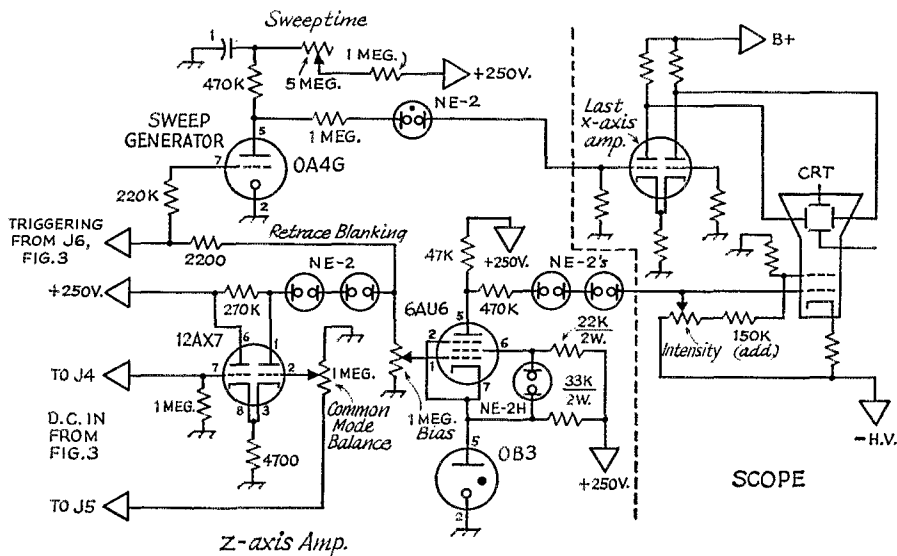 Sweeptime
1
1 MEG.
5 MEG.
+250V.
470K
NE-2
1 MEG.
SWEEP
GENERATOR
5
7
OA4G
2
220K
Last
x-axis
amp.
B+
CRT
TRIGGERING
FROM J6,
FIG.3
2200
Retrace Blanking
NE-2
+250V.
270K
12AX7
6
1
7
2
8
3
TO J4
1 MEG.
4700
D.C. IN
FROM
FIG.3
TO J5
1 MEG.
Common
Mode
Balance
47K
+250V.
NE-2's
470K
6AU6
5
2
1
6
7
1 MEG.
Bias
22K
2W.
33K
2W.
NE-2H
5
OB3
2
+250V.
Intensity
150K
(add.)
-H.V.
SCOPE
Z-axis Amp.